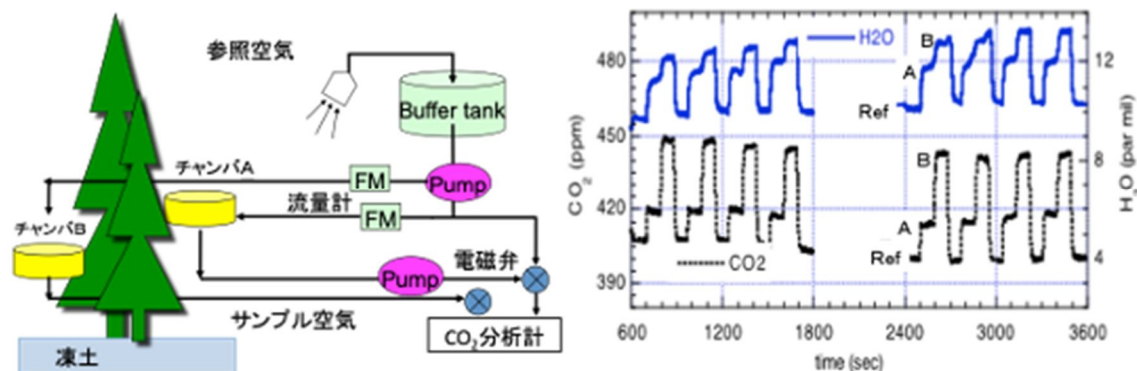 参照空気
Buffer tank
チャンバA
FM
Pump
流量計
FM
チャンバB
電磁弁
Pump
サンプル空気
CO₂分析計
凍土
H2O
CO2
A
B
Ref
A
B
Ref
CO₂ (ppm)
480
450
420
390
H₂O (par mil)
12
8
4
600
1200
1800
2400
3000
3600
time (sec)